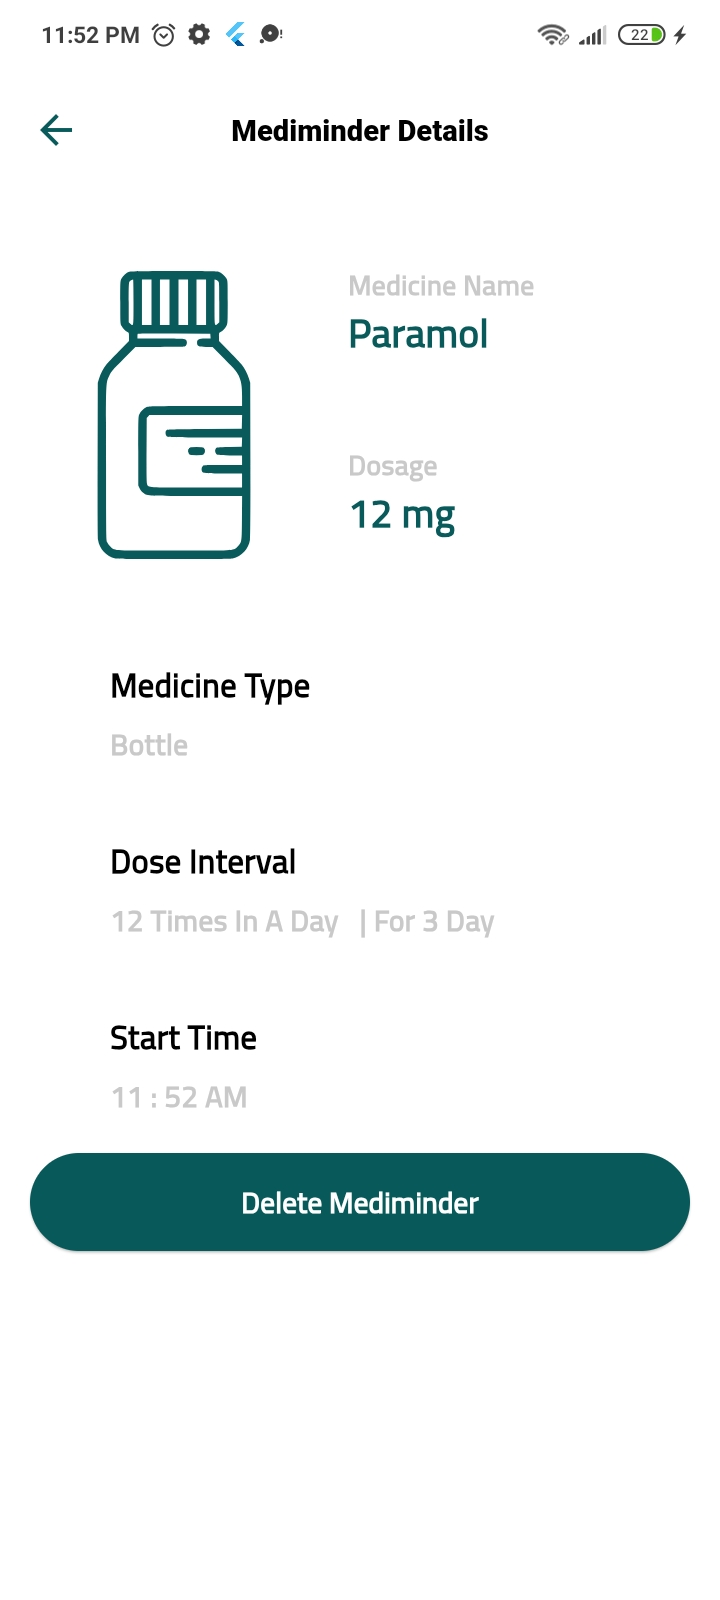 11:52 PM 22
Mediminder Details
Medicine Name
Paramol
Dosage
12 mg
Medicine Type
Bottle
Dose Interval
12 Times In A Day | For 3 Day
Start Time
11 : 52 AM
Delete Mediminder